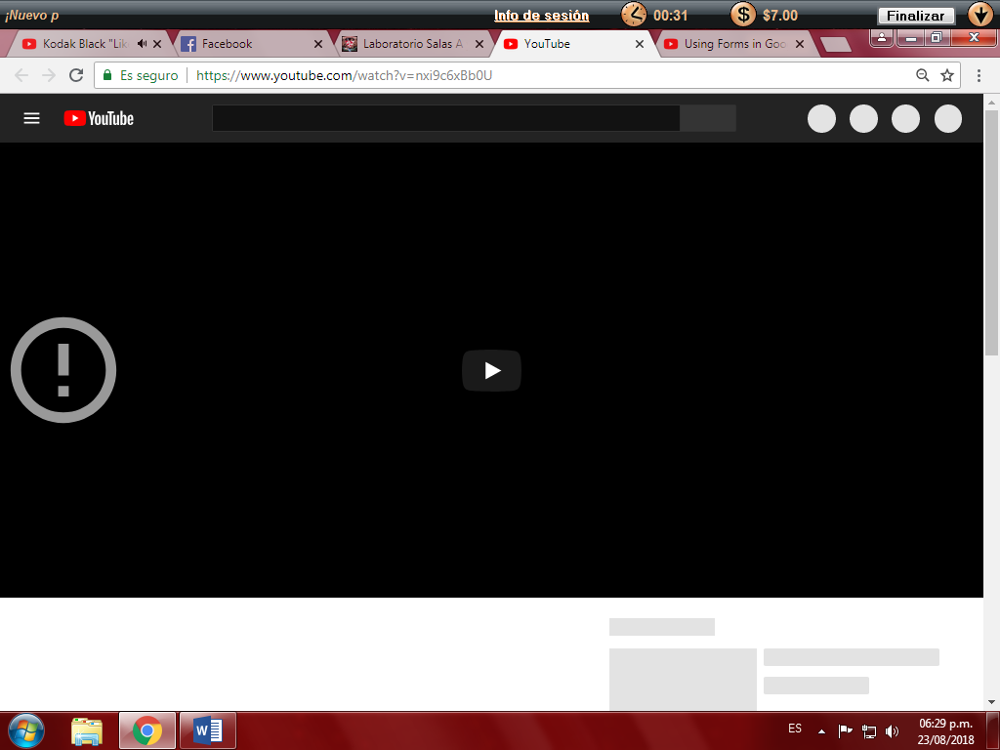 ¡Nuevo p
Info de sesión
00:31
$7.00
Finalizar
Kodak Black "Lik
Facebook
Laboratorio Salas A
YouTube
Using Forms in Goo
Es seguro
https://www.youtube.com/watch?v=nxi9c6xBb0U
YouTube
ES
06:29 p.m.
23/08/2018